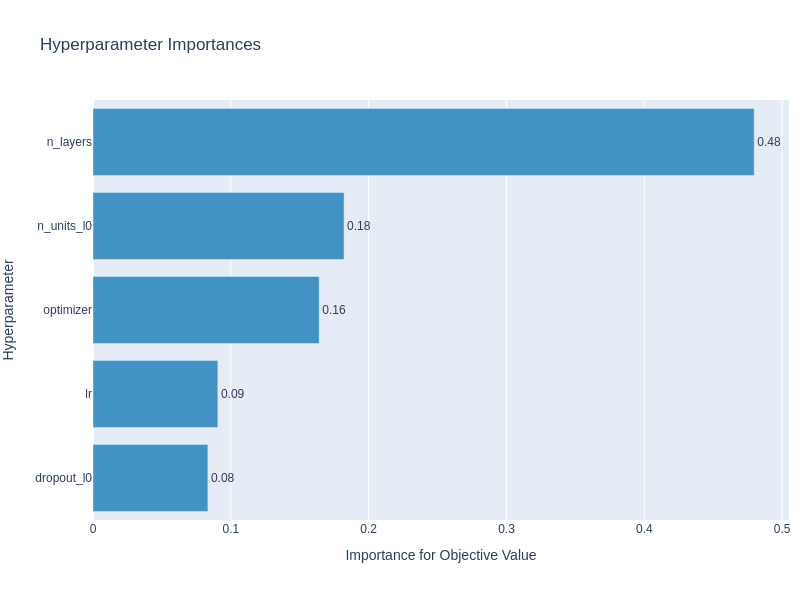 Hyperparameter Importances
Hyperparameter
n_layers
0.48
n_units_l0
0.18
optimizer
0.16
lr
0.09
dropout_l0
0.08
0
0.1
0.2
0.3
0.4
0.5
Importance for Objective Value